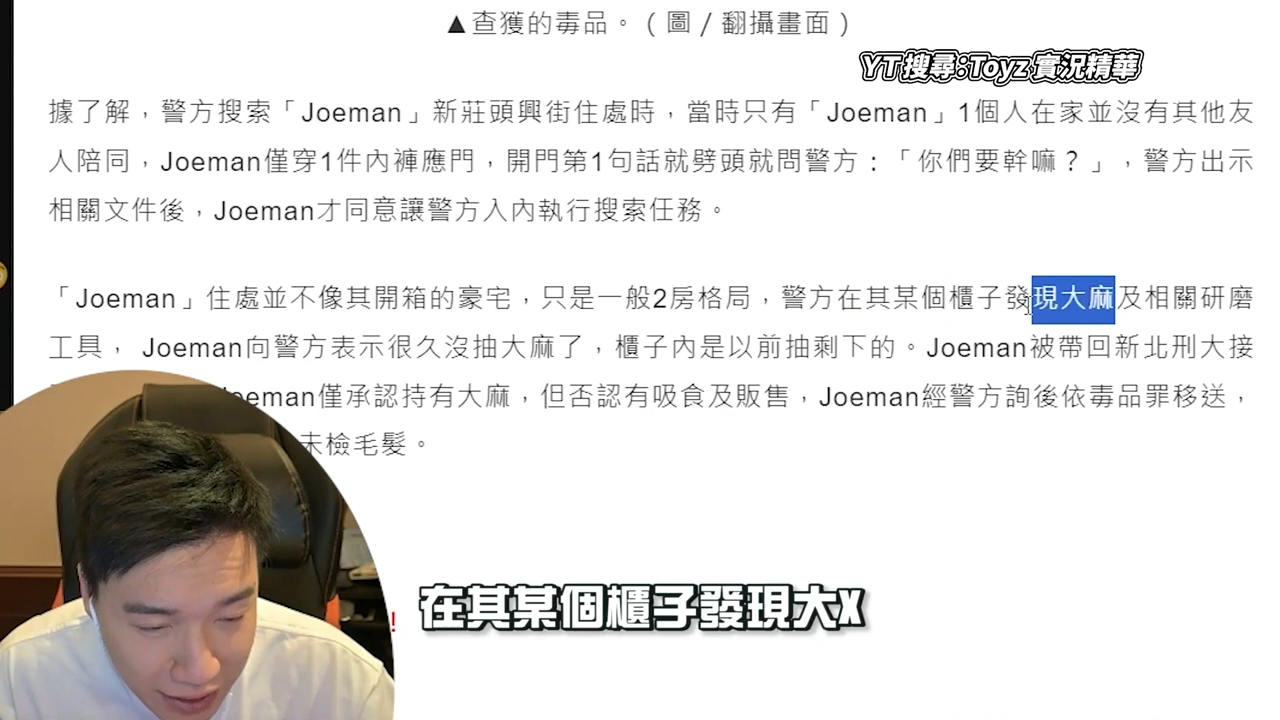 ▲查獲的毒品。(圖／翻攝畫面)
YT搜尋:Toyz 實況精華
據了解，警方搜索「Joeman」新莊頭興街住處時，當時只有「Joeman」1個人在家並沒有其他友
人陪同，Joeman僅穿1件內褲應門，開門第1句話就劈頭就問警方：「你們要幹嘛？」，警方出示
相關文件後，Joeman才同意讓警方入內執行搜索任務。
「Joeman」住處並不像其開箱的豪宅，只是一般2房格局，警方在其某個櫃子發現大麻及相關研磨
工具， Joeman向警方表示很久沒抽大麻了，櫃子內是以前抽剩下的。Joeman被帶回新北刑大接
oeman僅承認持有大麻，但否認有吸食及販售，Joeman經警方詢後依毒品罪移送，
未檢毛髮。
!
在其某個櫃子發現大X